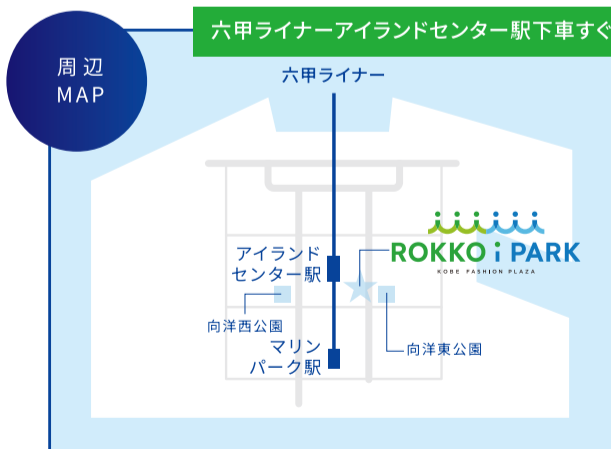 六甲ライナーアイランドセンター駅下車すぐ
周辺
MAP
六甲ライナー
ROKKO i PARK
KOBE FASHION PLAZA
アイランド
センター駅
向洋西公園
マリン
パーク駅
向洋東公園